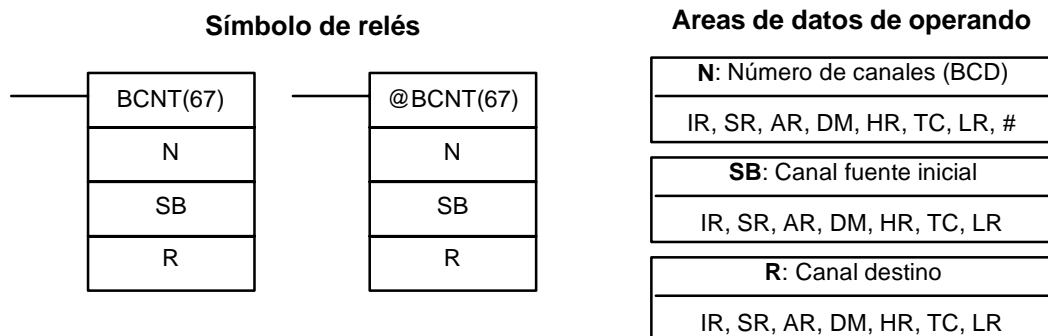 Símbolo de relés
BCNT(67)
N
SB
R
@BCNT(67)
N
SB
R
Areas de datos de operando
N: Número de canales (BCD)
IR, SR, AR, DM, HR, TC, LR, #
SB: Canal fuente inicial
IR, SR, AR, DM, HR, TC, LR
R: Canal destino
IR, SR, AR, DM, HR, TC, LR